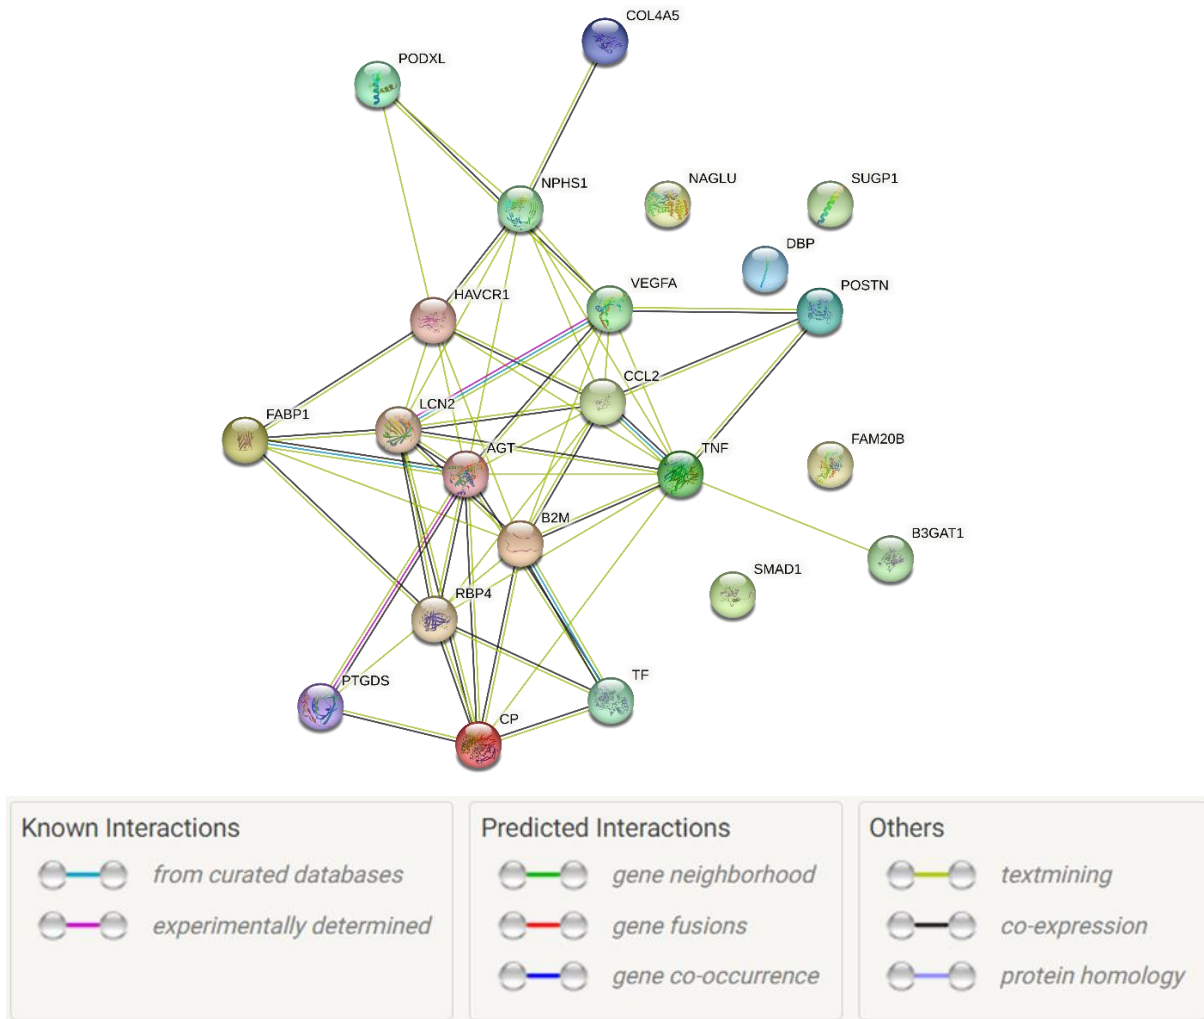 COL4A5
PODXL
NPHS1
NAGLU
SUGP1
DBP
VEGFA
POSTN
HAVCR1
CCL2
LCN2
FABP1
AGT
TNF
FAM20B
B2M
B3GAT1
SMAD1
RBP4
PTGDS
TF
CP
Known Interactions
from curated databases
experimentally determined
Predicted Interactions
gene neighborhood
gene fusions
gene co-occurrence
Others
textmining
co-expression
protein homology